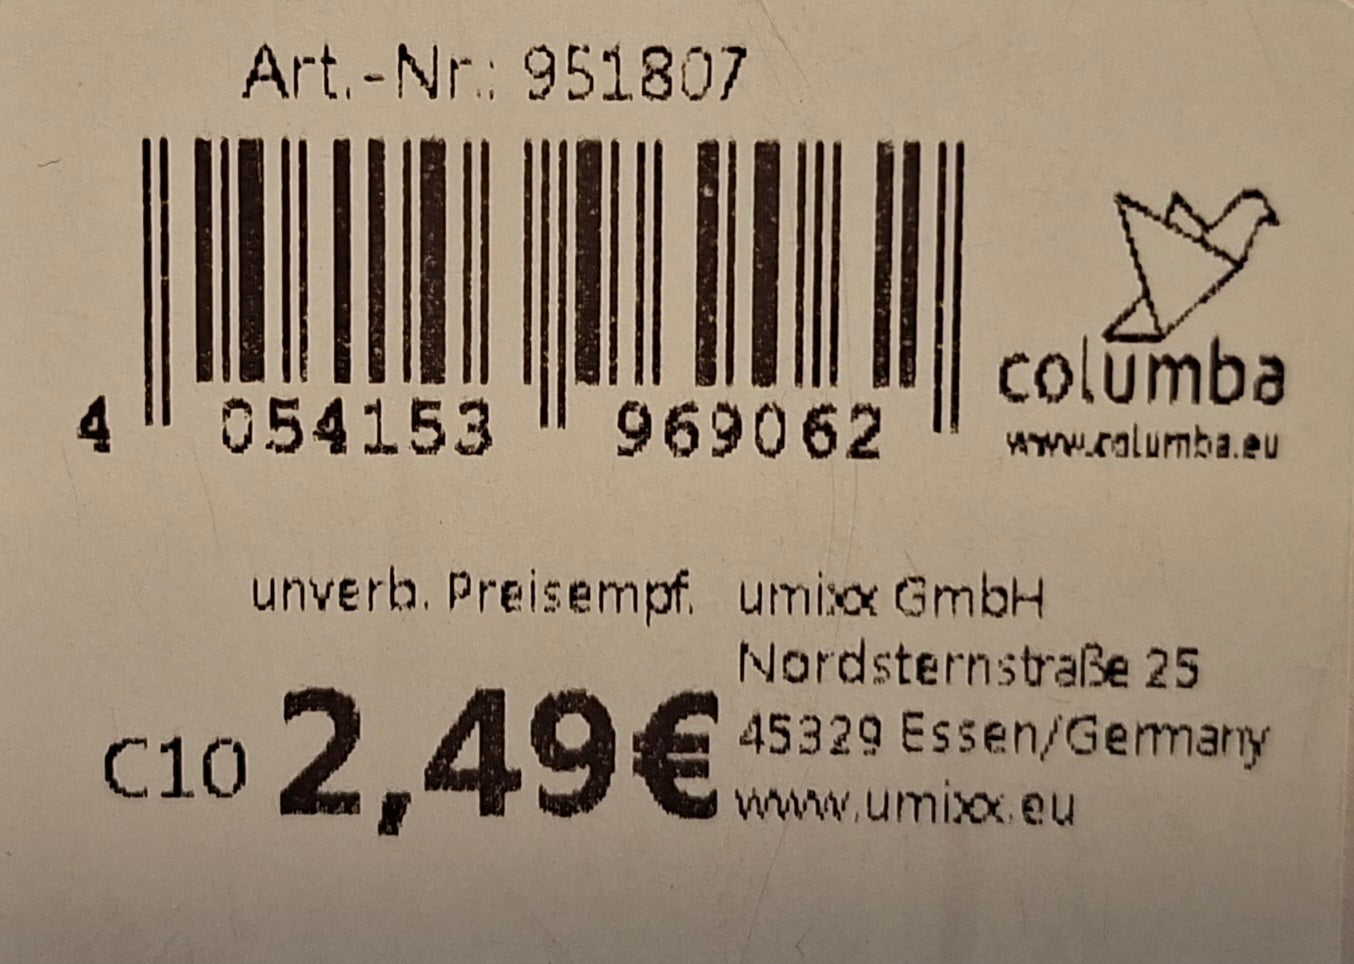 Art.-Nr.: 951807
4 054153 969062
columba
www.columba.eu
unverb. Preisempf.
C10 2,49€
umixx GmbH
Nordsternstraße 25
45329 Essen/Germany
www.umixx.eu